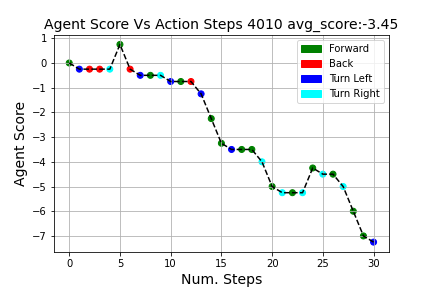 Agent Score Vs Action Steps 4010 avg_score:-3.45
Forward
Back
Turn Left
Turn Right
Agent Score
1
0
−1
−2
−3
−4
−5
−6
−7
0 5 10 15 20 25 30
Num. Steps